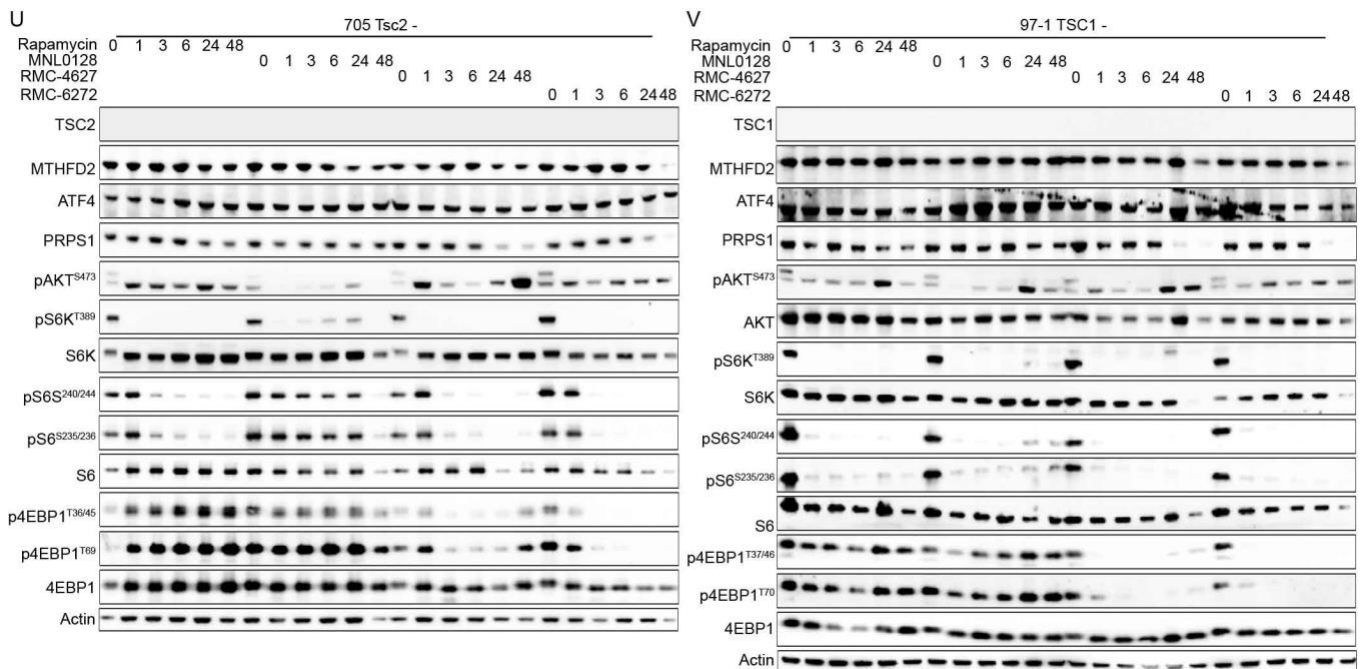 U
705 Tsc2 -
Rapamycin 0 1 3 6 24 48
MNL0128 0 1 3 6 24 48
RMC-4627 0 1 3 6 24 48
RMC-6272 0 1 3 6 24 48
TSC2
MTHFD2
ATF4
PRPS1
pAKTS473
pS6KT389
S6K
pS6S240/244
pS6S235/236
S6
p4EBP1T36/45
p4EBP1T69
4EBP1
Actin
V
97-1 TSC1 -
Rapamycin 0 1 3 6 24 48
MNL0128 0 1 3 6 24 48
RMC-4627 0 1 3 6 24 48
RMC-6272 0 1 3 6 24 48
TSC1
MTHFD2
ATF4
PRPS1
pAKTS473
AKT
pS6KT389
S6K
pS6S240/244
pS6S235/236
S6
p4EBP1T37/46
p4EBP1T70
4EBP1
Actin